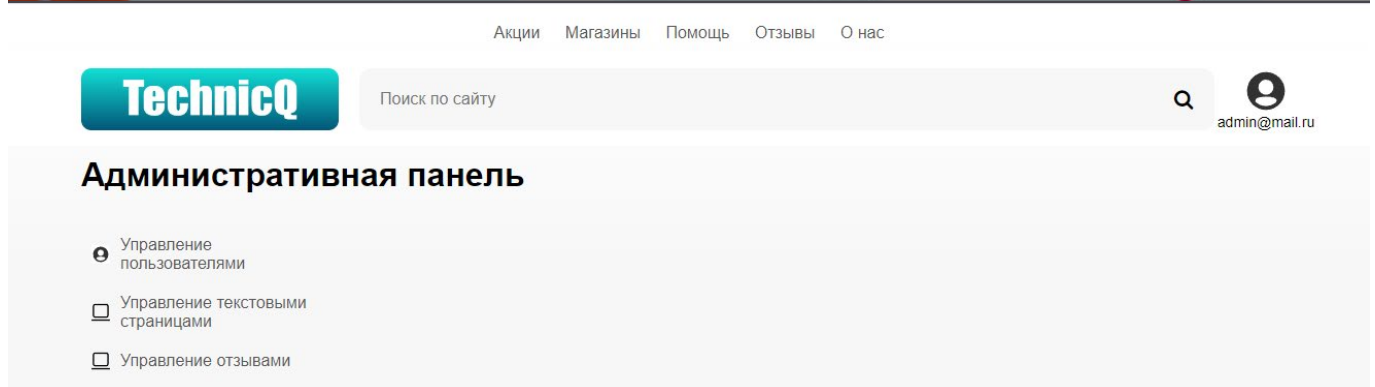 Акции Магазины Помощь Отзывы О нас
TechnicQ
Поиск по сайту
admin@mail.ru
Административная панель
Управление
пользователями
Управление текстовыми
страницами
Управление отзывами